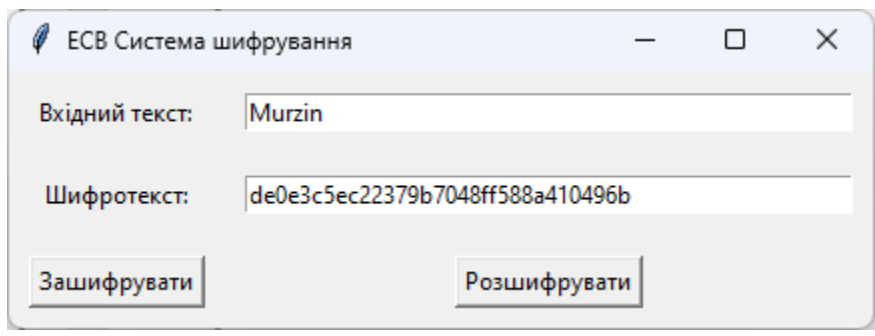 ECB Система шифрування
Вхідний текст: Murzin
Шифротекст: de0e3c5ec22379b7048ff588a410496b
Зашифрувати Розшифрувати